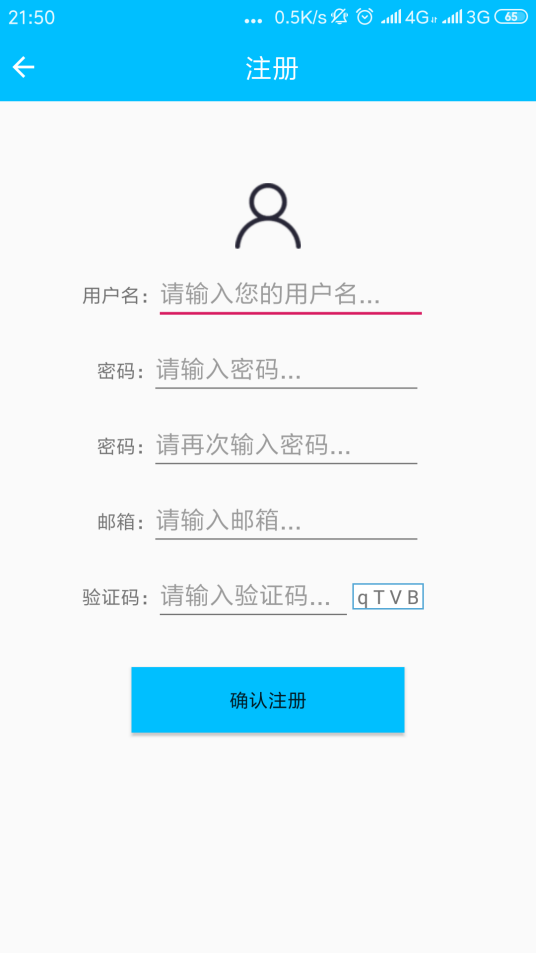 21:50 ... 0.5K/s 4G 3G 65
注册
用户名： 请输入您的用户名...
密码： 请输入密码...
密码： 请再次输入密码...
邮箱： 请输入邮箱...
验证码： 请输入验证码... q T V B
确认注册